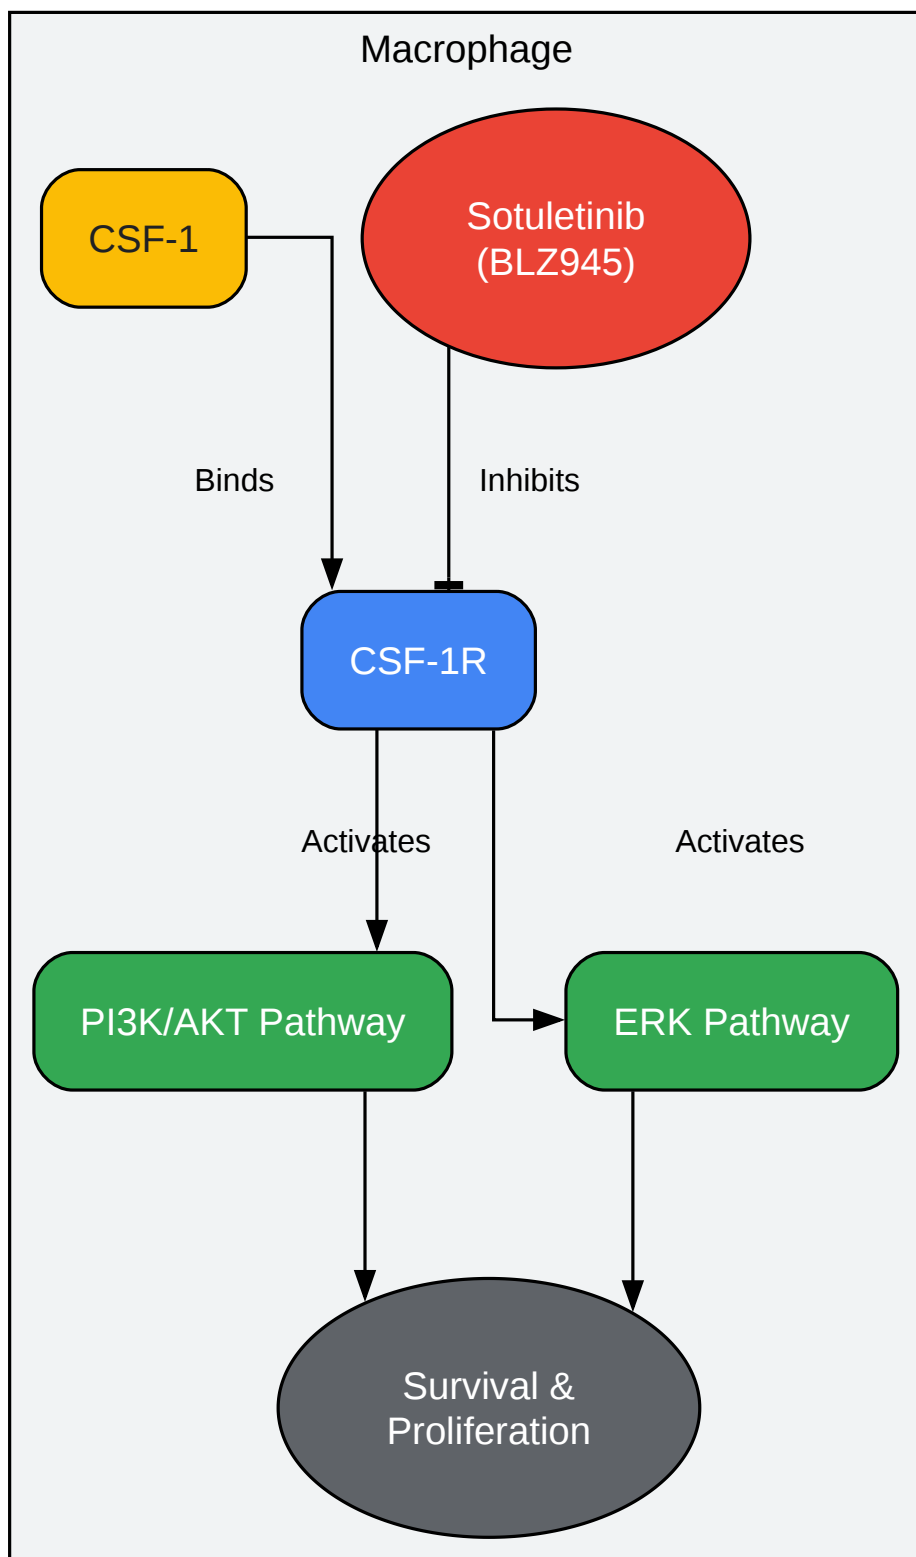 Macrophage
CSF-1
Sotuletinib
(BLZ945)
Binds
Inhibits
CSF-1R
Activates
Activates
PI3K/AKT Pathway
ERK Pathway
Survival &
Proliferation